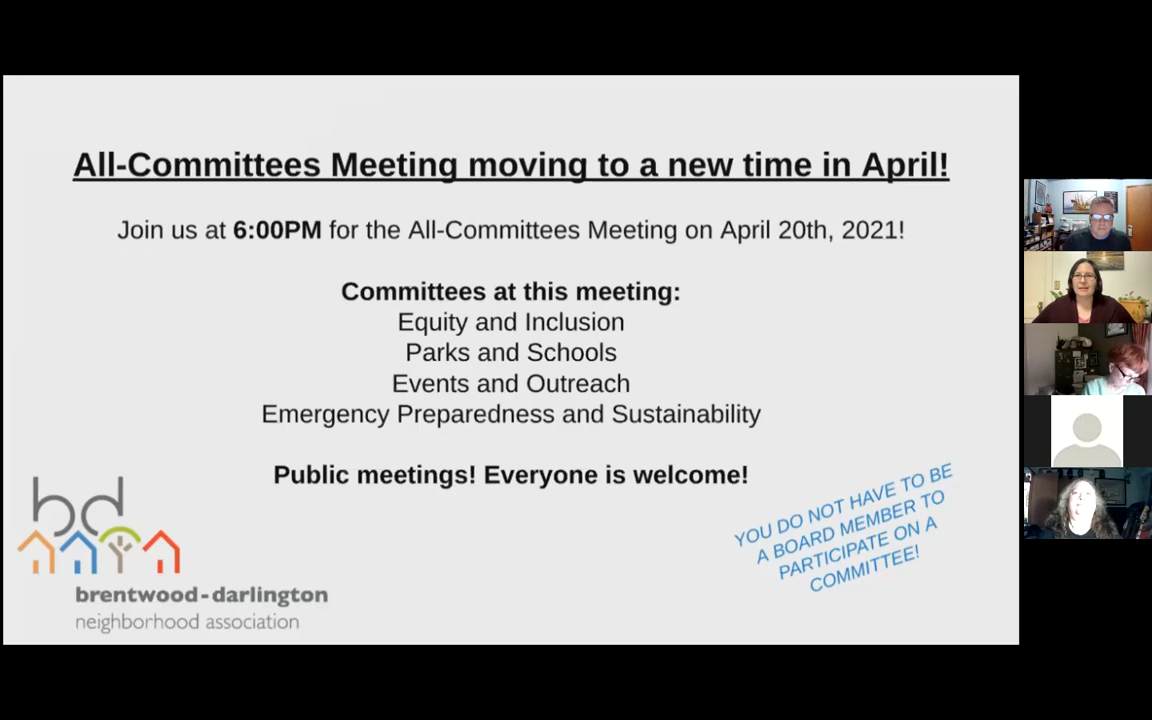 All-Committees Meeting moving to a new time in April!
Join us at 6:00PM for the All-Committees Meeting on April 20th, 2021!
Committees at this meeting:
Equity and Inclusion
Parks and Schools
Events and Outreach
Emergency Preparedness and Sustainability
Public meetings! Everyone is welcome!
YOU DO NOT HAVE TO BE
A BOARD MEMBER TO
PARTICIPATE ON A
COMMITTEE!
bd
brentwood-darlington
neighborhood association